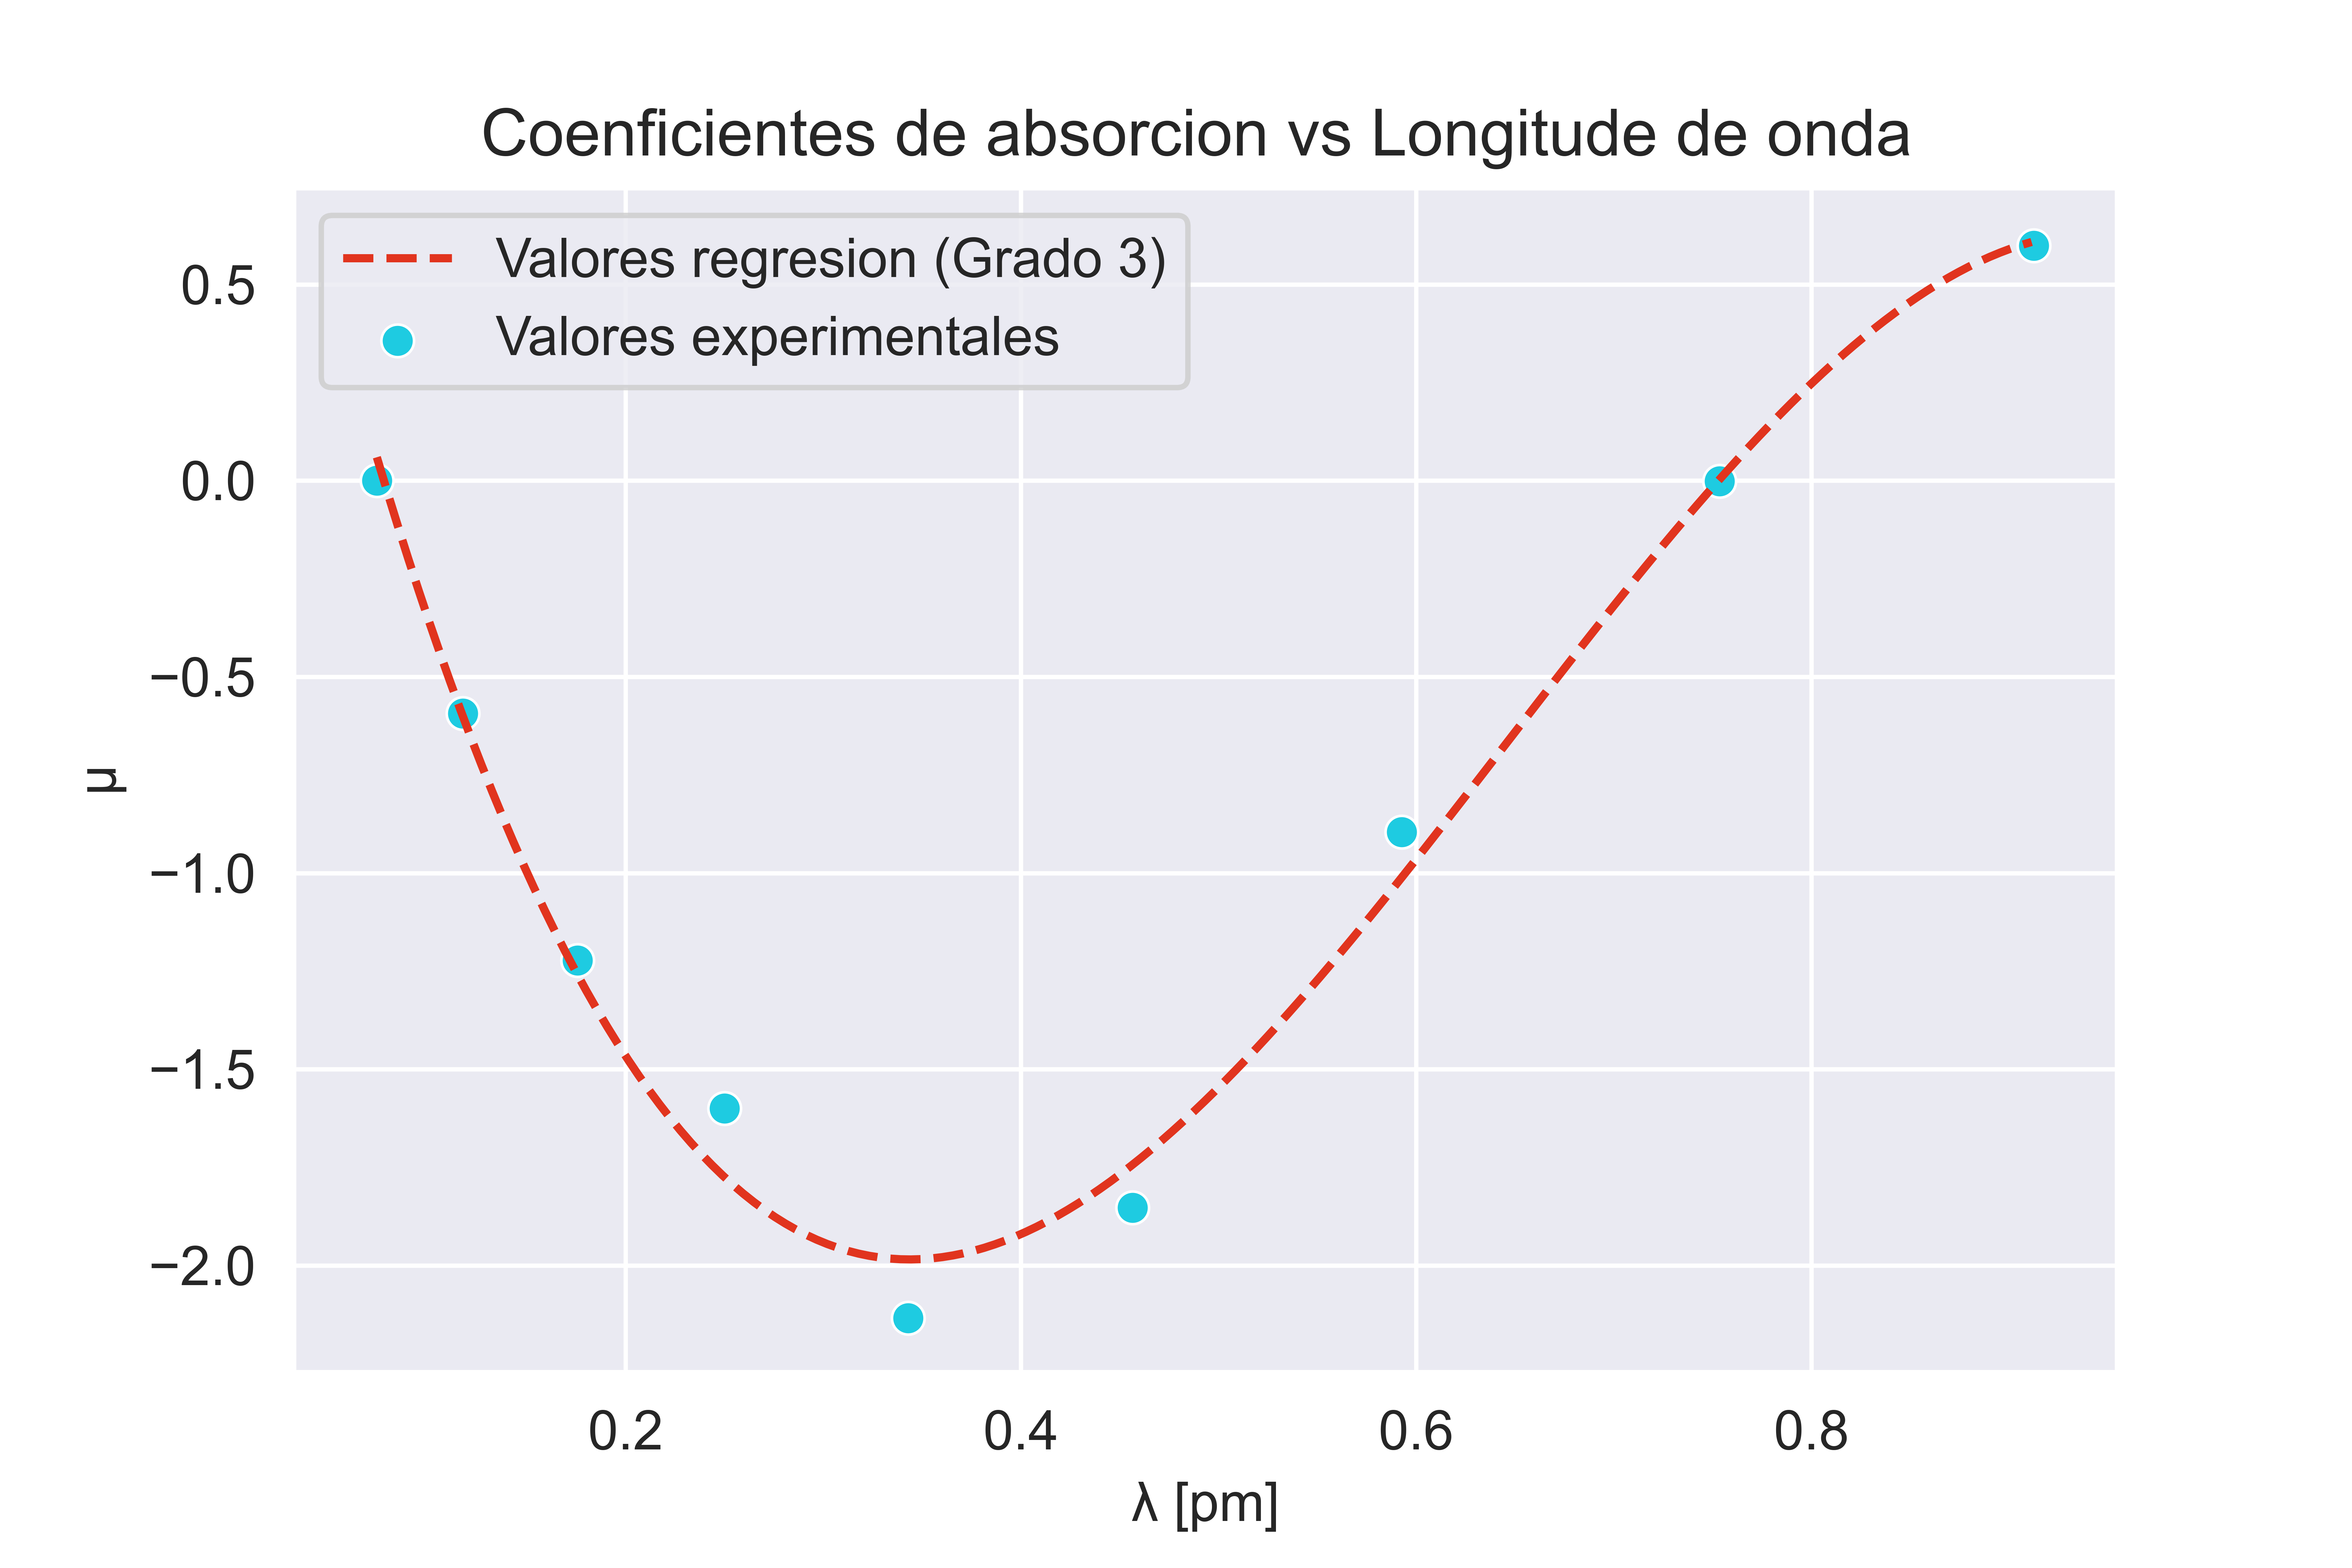 Coenficientes de absorcion vs Longitude de onda
Valores regresion (Grado 3)
Valores experimentales
0.5
0.0
−0.5
−1.0
−1.5
−2.0
μ
0.2 0.4 0.6 0.8
λ [pm]